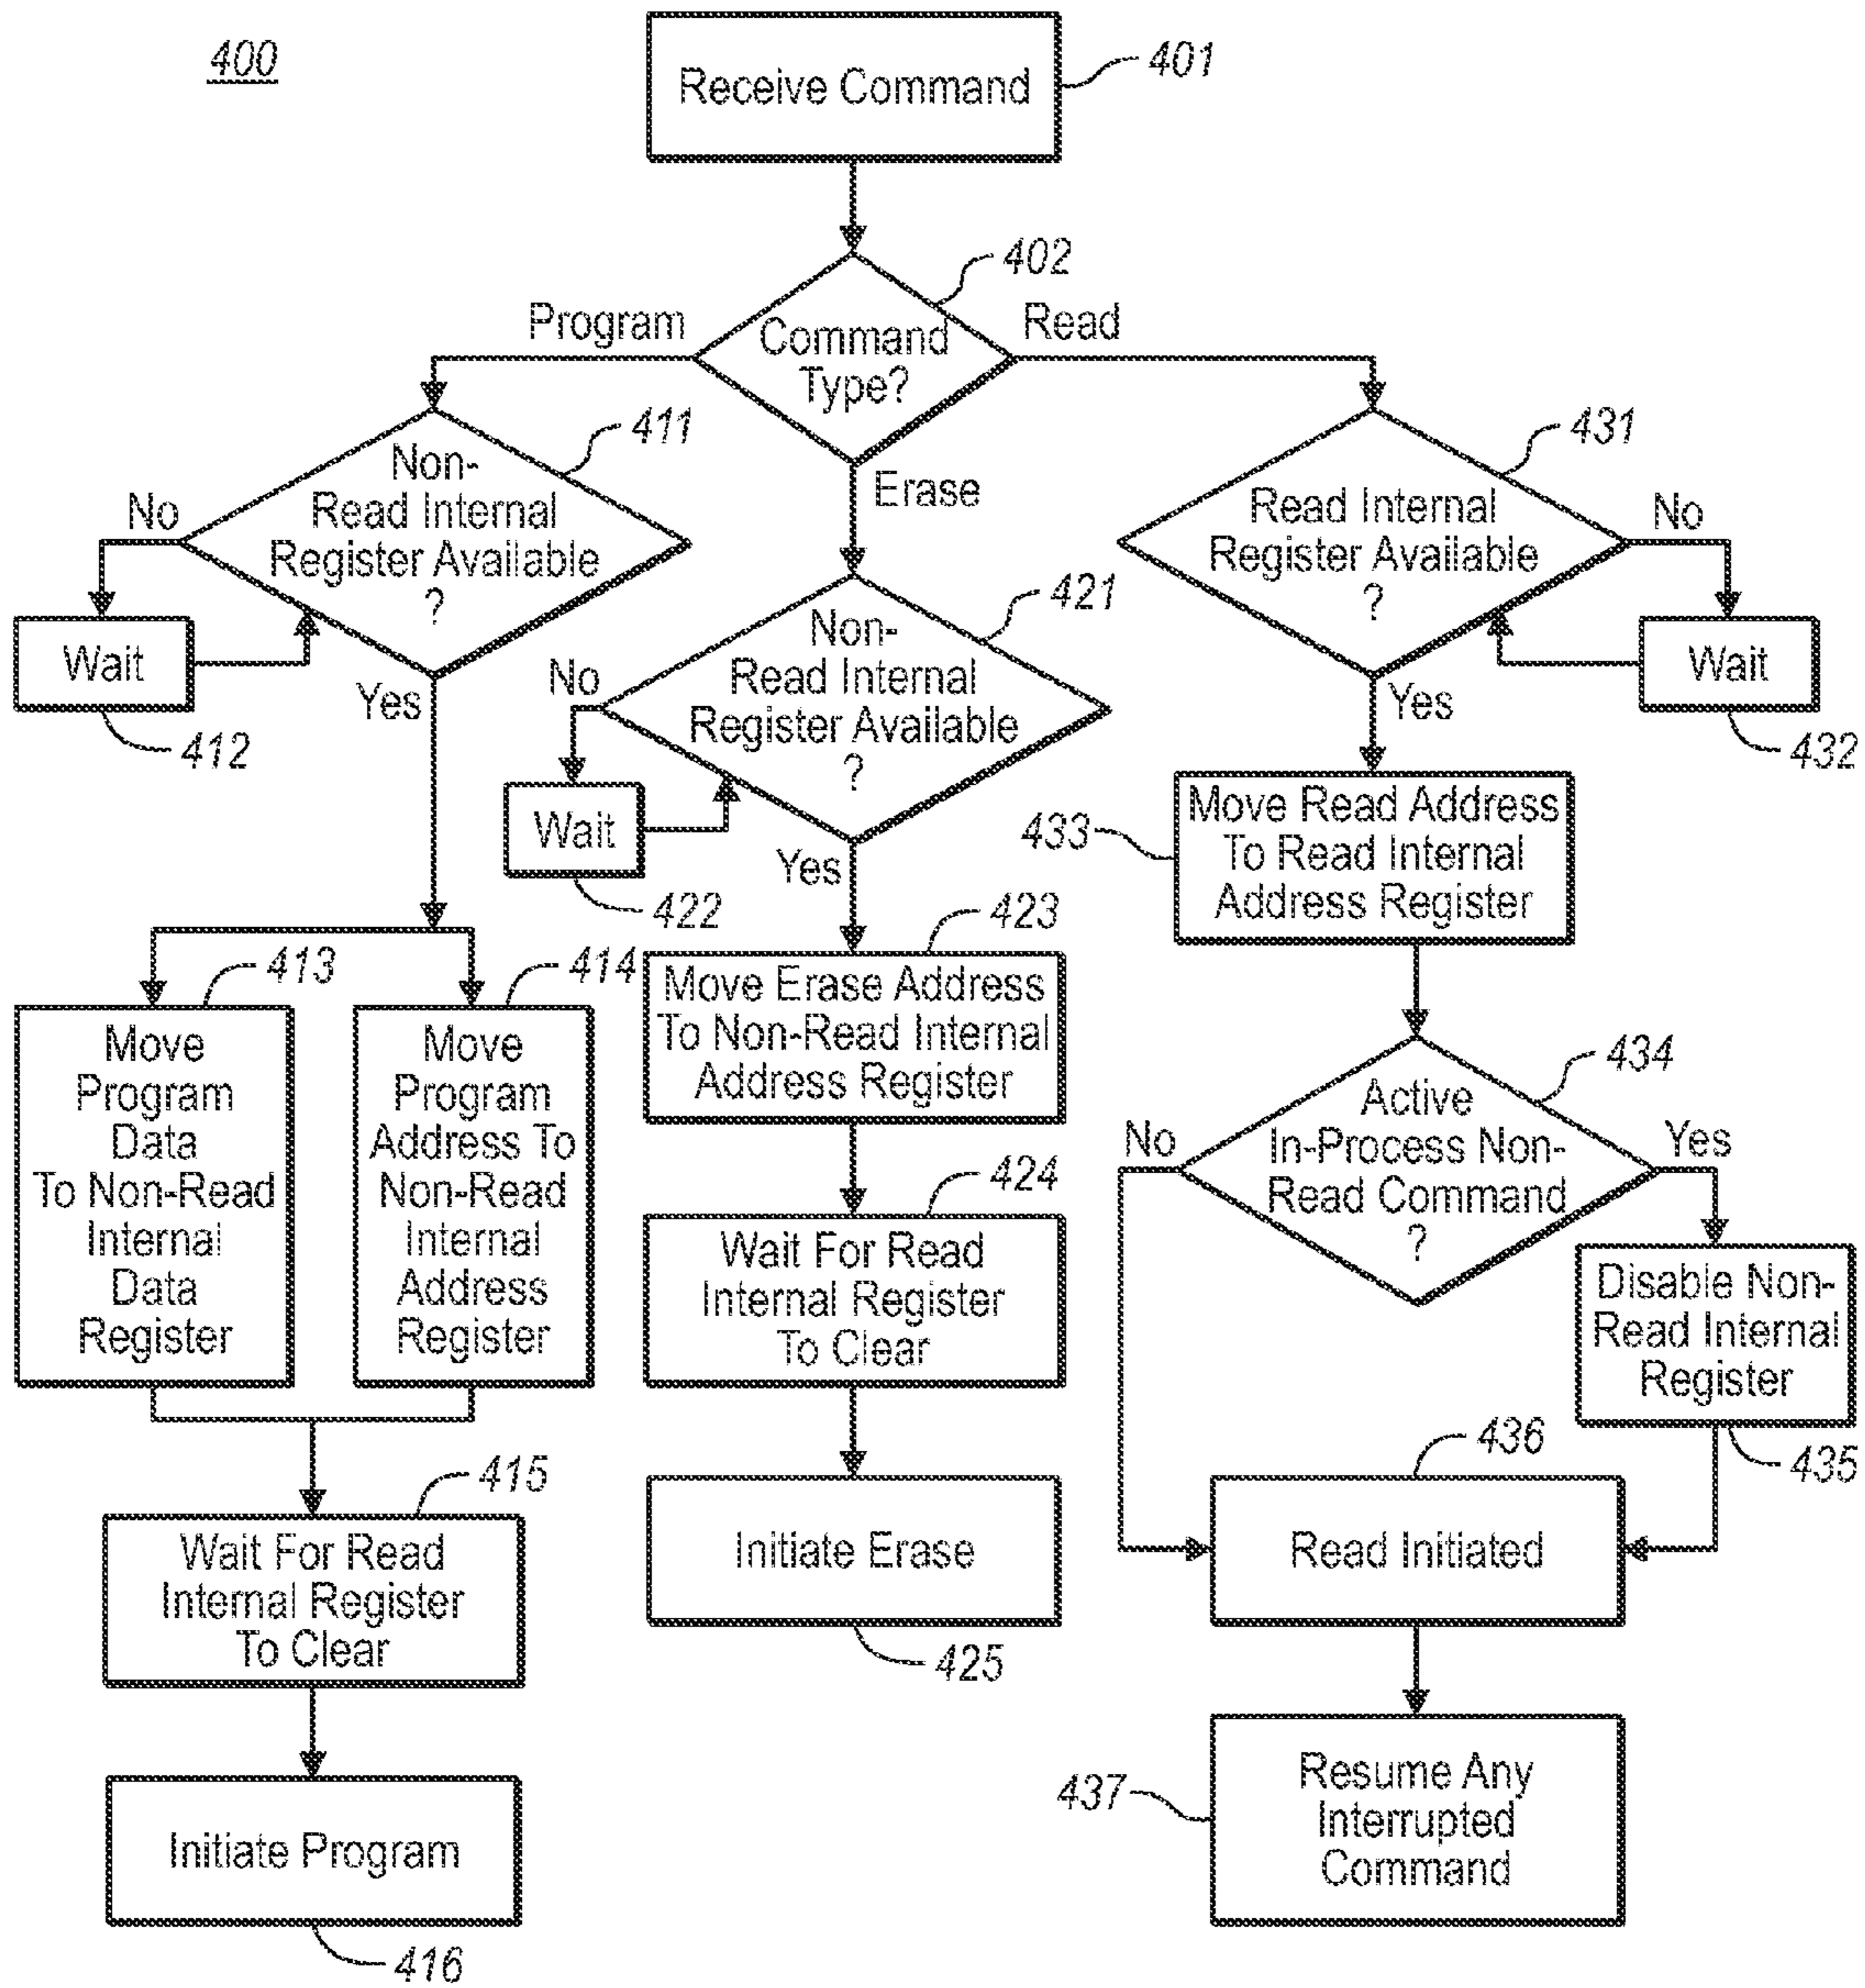 400
Receive Command
401
402
Command
Type?
Program
Read
Erase
411
Non-
Read Internal
Register Available
?
No
Yes
Wait
412
421
Non-
Read Internal
Register Available
?
No
Yes
Wait
422
431
Read Internal
Register Available
?
No
Yes
Wait
432
413
Move
Program
Data
To Non-Read
Internal
Data
Register
414
Move
Program
Address To
Non-Read
Internal
Address
Register
415
Wait For Read
Internal Register
To Clear
Initiate Program
416
423
Move Erase Address
To Non-Read Internal
Address Register
424
Wait For Read
Internal Register
To Clear
Initiate Erase
425
433
Move Read Address
To Read Internal
Address Register
434
Active
In-Process Non-
Read Command
?
No
Yes
Disable Non-
Read Internal
Register
435
436
Read Initiated
437
Resume Any
Interrupted
Command